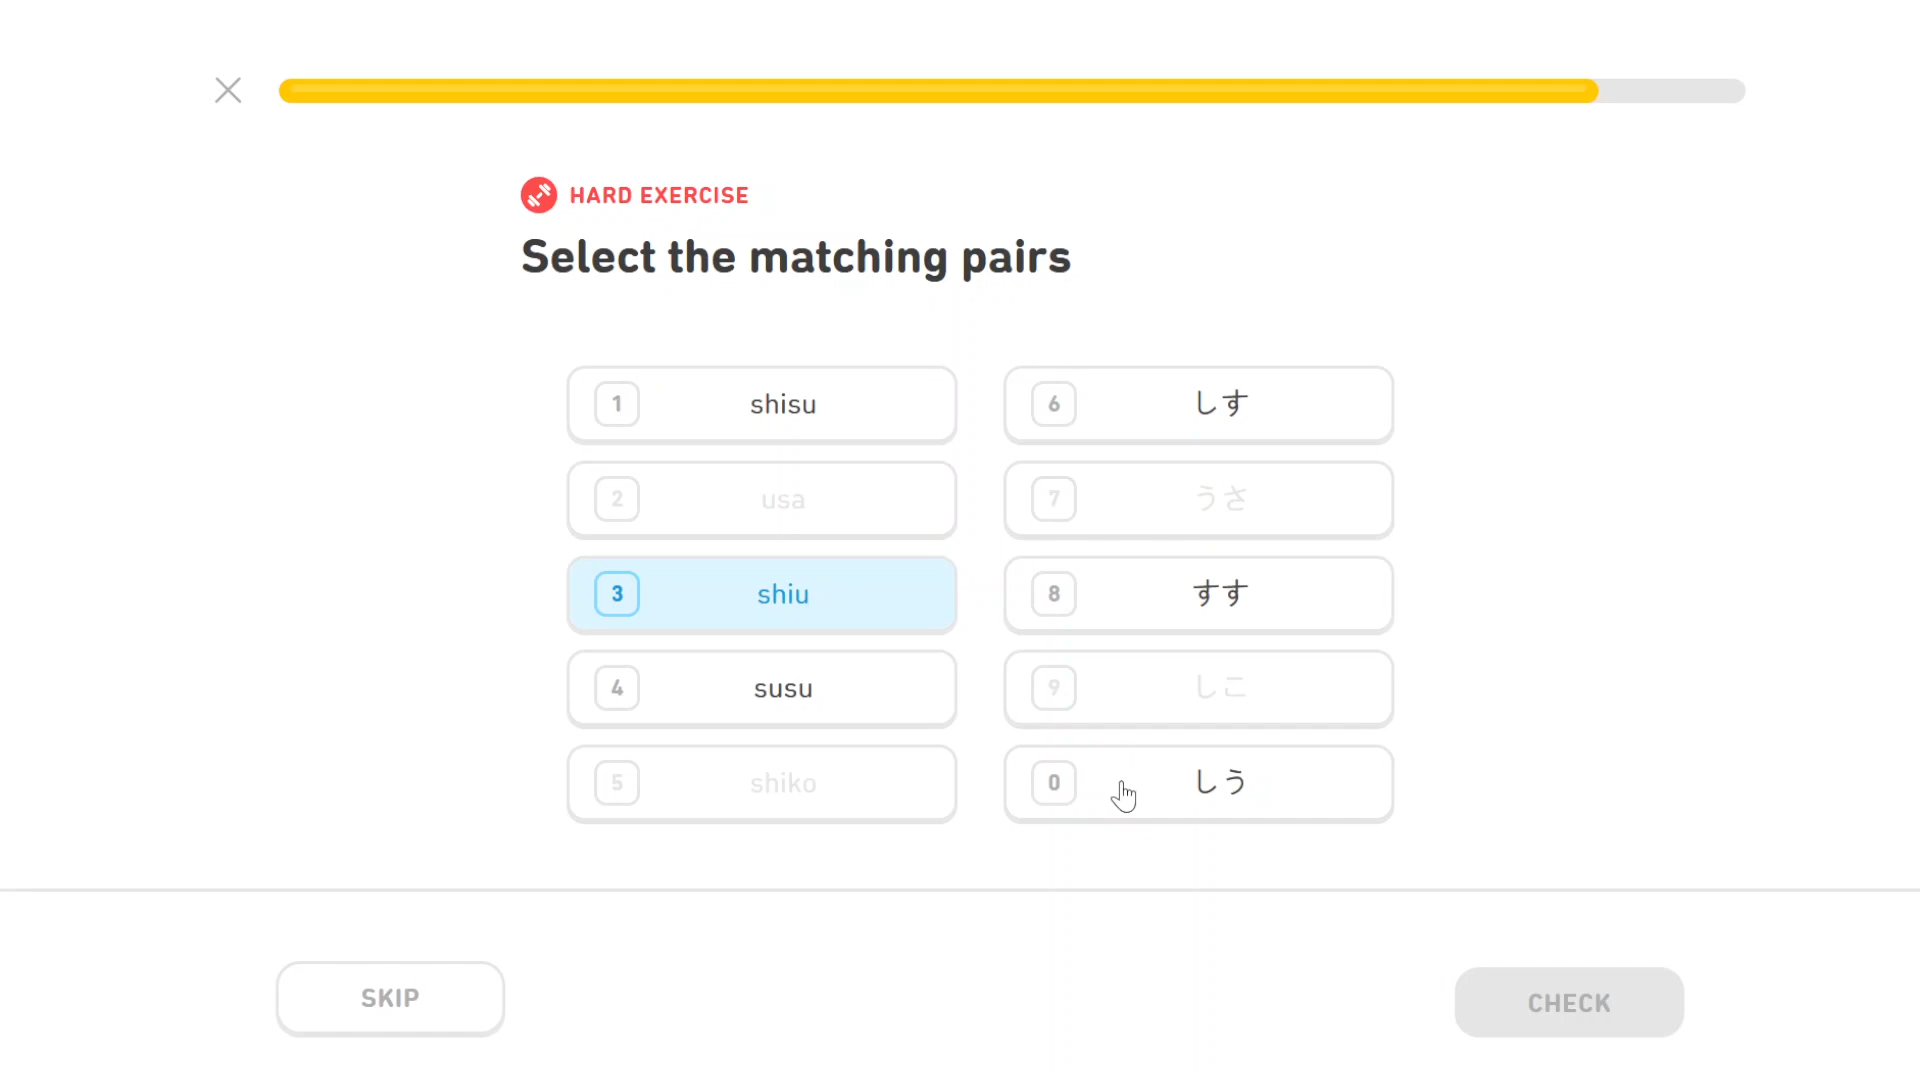 HARD EXERCISE
Select the matching pairs
1 shisu
6 しす
2 usa
7 うさ
3 shiu
8 すす
4 susu
9 しこ
5 shiko
0 しう
SKIP
CHECK